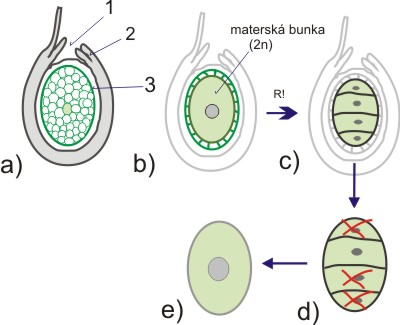 1
2
3
materská bunka
(2n)
R!
a)
b)
c)
e)
d)